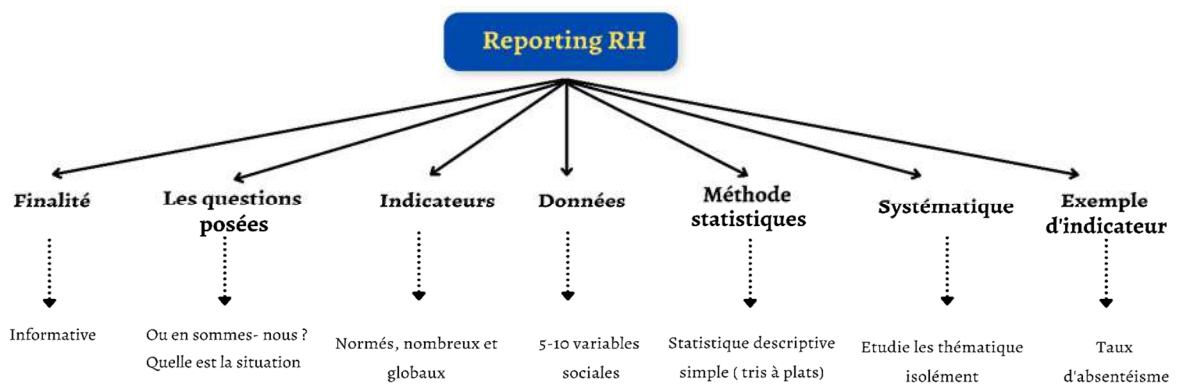 Reporting RH
Finalité
Les questions
posées
Indicateurs
Données
Méthode
statistiques
Systématique
Exemple
d'indicateur
Informative
Ou en sommes- nous ?
Quelle est la situation
Normés, nombreux et
globaux
5-10 variables
sociales
Statistique descriptive
simple ( tris à plats)
Etudie les thématique
isolément
Taux
d'absentéisme